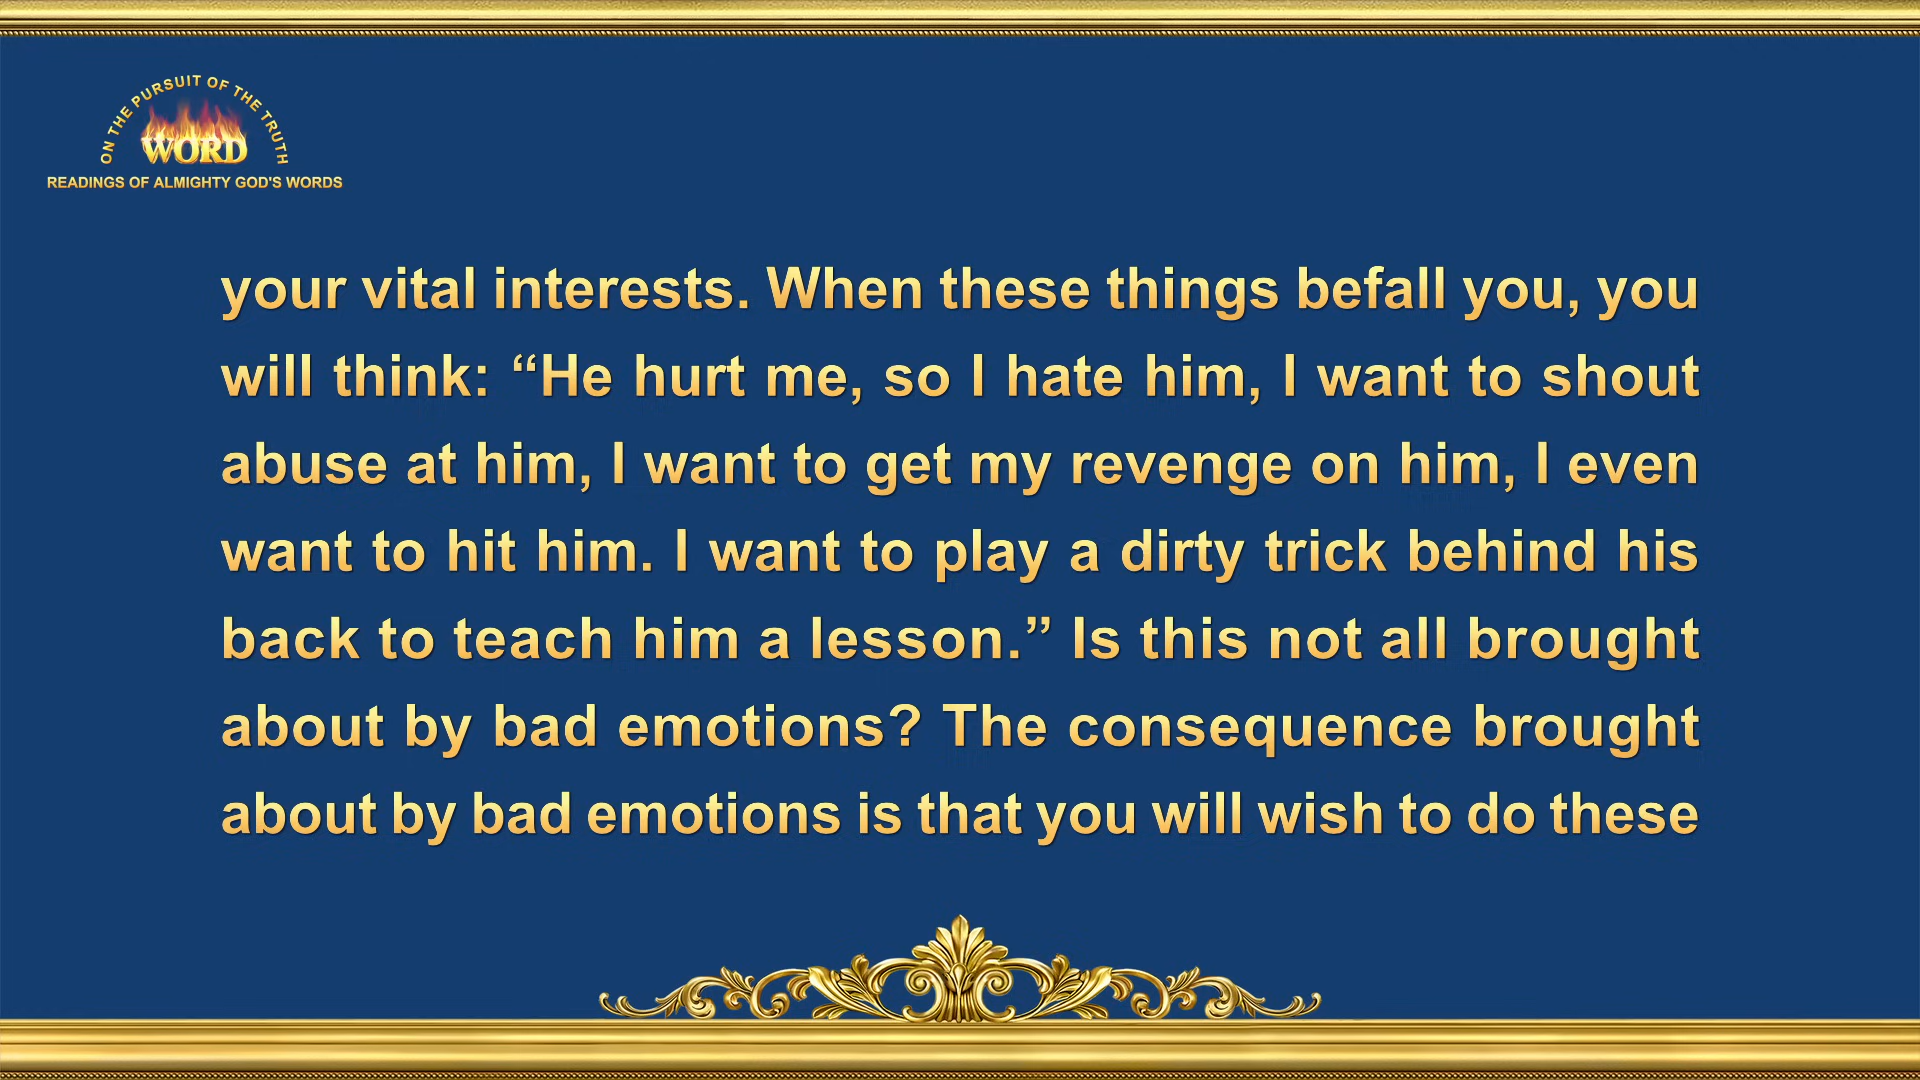 ON THE PURSUIT OF THE TRUTH
WORD
READINGS OF ALMIGHTY GOD'S WORDS
your vital interests. When these things befall you, you
will think: “He hurt me, so I hate him, I want to shout
abuse at him, I want to get my revenge on him, I even
want to hit him. I want to play a dirty trick behind his
back to teach him a lesson.” Is this not all brought
about by bad emotions? The consequence brought
about by bad emotions is that you will wish to do these